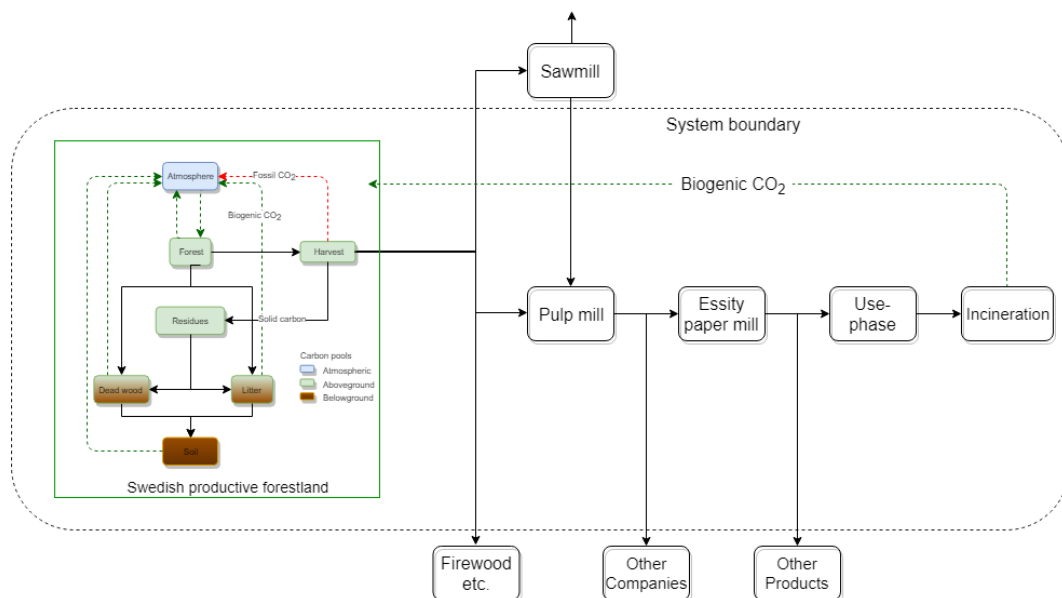 Sawmill
System boundary
Atmosphere
Fossil CO₂
Biogenic CO₂
Biogenic CO₂
Forest
Harvest
Pulp mill
Essity
paper mill
Use-
phase
Incineration
Residues
Solid carbon
Carbon pools
Atmospheric
Aboveground
Belowground
Dead wood
Litter
Soil
Swedish productive forestland
Firewood
etc.
Other
Companies
Other
Products